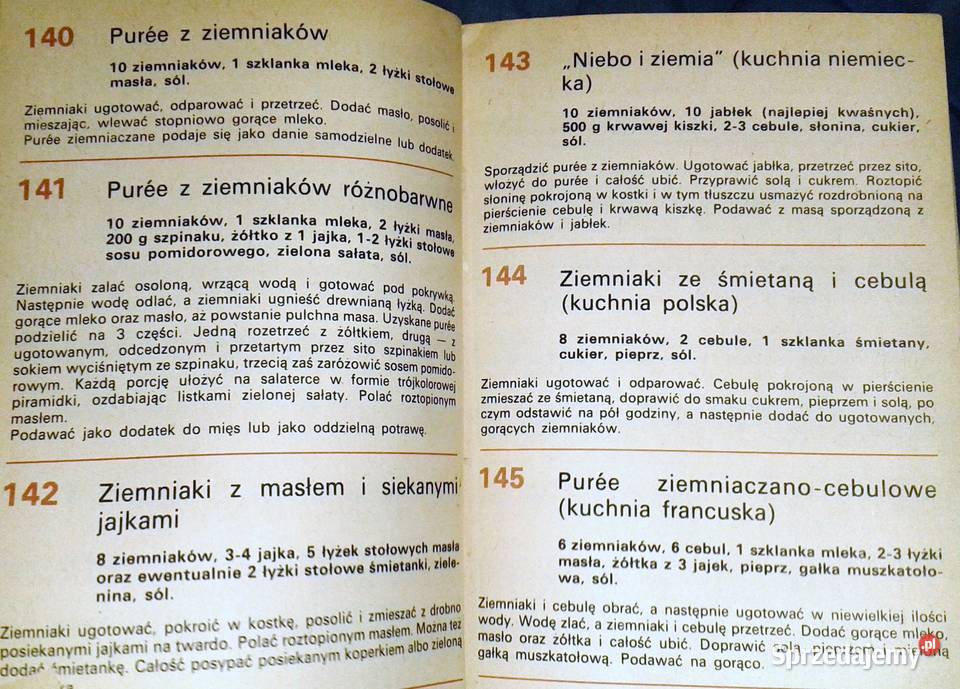 140 Purée z ziemniaków
10 ziemniaków, 1 szklanka mleka, 2 łyżki stołowe
masła, sól.
Ziemniaki ugotować, odparować i przetrzeć. Dodać masło, posolić i
mieszając, wlewać stopniowo gorące mleko.
Purée ziemniaczane podaje się jako danie samodzielne lub dodatek.
141 Purée z ziemniaków różnobarwne
10 ziemniaków, 1 szklanka mleka, 2 łyżki masła,
200 g szpinaku, żółtko z 1 jajka, 1-2 łyżki stołowe
sosu pomidorowego, zielona sałata, sól.
Ziemniaki zalać osoloną, wrzącą wodą i gotować pod pokrywką.
Następnie wodę odlać, a ziemniaki ugnieść drewnianą łyżką. Dodać
gorące mleko oraz masło, aż powstanie pulchna masa. Uzyskane purée
podzielić na 3 części. Jedną rozetrzeć z żółtkiem, drugą — z
ugotowanym, odcedzonym i przetartym przez sito szpinakiem lub
sokiem wyciśniętym ze szpinaku, trzecią zaś zaróżowić sosem pomido-
rowym. Każdą porcję ułożyć na salaterce w formie trójkolorowej
piramidki, ozdabiając listkami zielonej sałaty. Polać roztopionym
masłem.
Podawać jako dodatek do mięs lub jako oddzielną potrawę.
142 Ziemniaki z masłem i siekanymi
jajkami
8 ziemniaków, 3-4 jajka, 5 łyżek stołowych masła
oraz ewentualnie 2 łyżki stołowe śmietanki, ziele-
nina, sól.
Ziemniaki ugotować, pokroić w kostkę, posolić i zmieszać z drobno
posiekanymi jajkami na twardo. Polać roztopionym masłem. Można też
dodać śmietankę. Całość posypać posiekanym koperkiem albo zieloną
143 „Niebo i ziemia" (kuchnia niemiec-
ka)
10 ziemniaków, 10 jabłek (najlepiej kwaśnych),
500 g krwawej kiszki, 2-3 cebule, słonina, cukier,
sól.
Sporządzić purée z ziemniaków. Ugotować jabłka, przetrzeć przez sito,
włożyć do purée i całość ubić. Przyprawić solą i cukrem. Roztopić
słoninę pokrojoną w kostki i w tym tłuszczu usmażyć rozdrobnioną na
pierścienie cebulę i krwawą kiszkę. Podawać z masą sporządzoną z
ziemniaków i jabłek.
144 Ziemniaki ze śmietaną i cebulą
(kuchnia polska)
8 ziemniaków, 2 cebule, 1 szklanka śmietany,
cukier, pieprz, sól.
Ziemniaki ugotować i odparować. Cebulę pokrojoną w pierścienie
zmieszać ze śmietaną, doprawić do smaku cukrem, pieprzem i solą, po
czym odstawić na pół godziny, a następnie dodać do ugotowanych,
gorących ziemniaków.
145 Purée ziemniaczano-cebulowe
(kuchnia francuska)
6 ziemniaków, 6 cebul, 1 szklanka mleka, 2-3 łyżki
masła, żółtka z 3 jajek, pieprz, gałka muszkatoło-
wa, sól.
Ziemniaki i cebulę obrać, a następnie ugotować w niewielkiej ilości
wody. Wodę zlać, a ziemniaki i cebulę przetrzeć. Dodać gorące mleko,
masło oraz żółtka i całość ubić. Doprawić solą, pieprzem i mieloną
gałką muszkatołową. Podawać na gorąco.
Sprzedajemy.pl